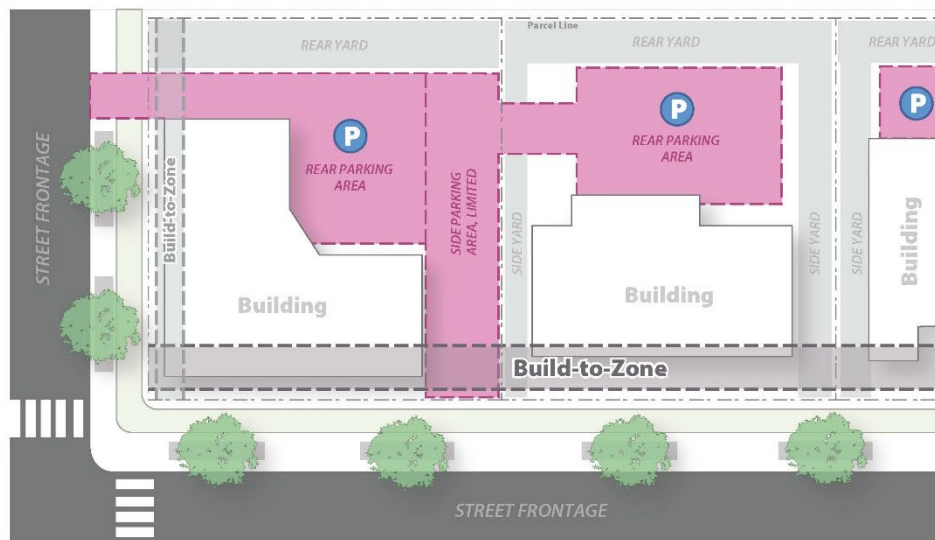 Parcel Line
REAR YARD
REAR YARD
REAR YARD
P
P
P
REAR PARKING
AREA
REAR PARKING
AREA
SIDE PARKING
AREA, LIMITED
STREET FRONTAGE
Build-to-Zone
SIDE YARD
SIDE YARD
SIDE YARD
Building
Building
Building
Build-to-Zone
STREET FRONTAGE